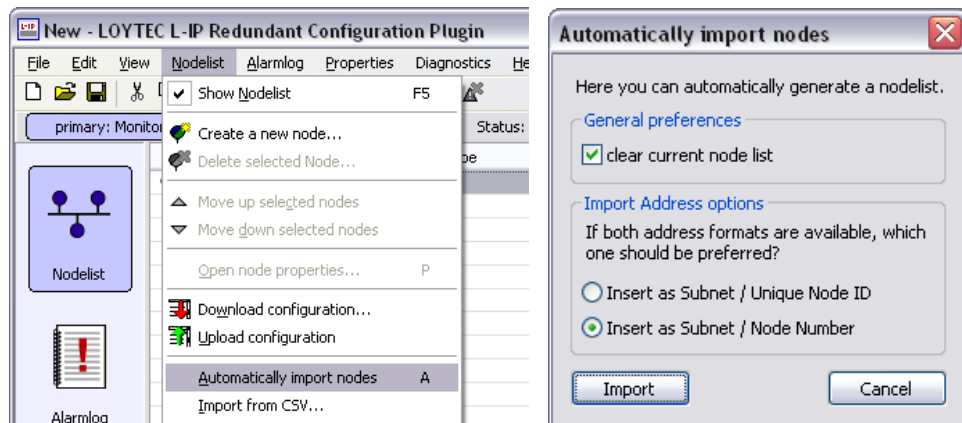 New - LOYTEC L-IP Redundant Configuration Plugin
File Edit View Nodelist Alarmlog Properties Diagnostics He
primary: Monito
Status:
pe
Show Nodelist F5
Create a new node...
Delete selected Node...
Move up selected nodes
Move down selected nodes
Open node properties... P
Download configuration...
Upload configuration
Automatically import nodes A
Import from CSV...
Nodelist
Alarmlog
Automatically import nodes
Here you can automatically generate a nodelist.
General preferences
clear current node list
Import Address options
If both address formats are available, which
one should be preferred?
Insert as Subnet / Unique Node ID
Insert as Subnet / Node Number
Import Cancel